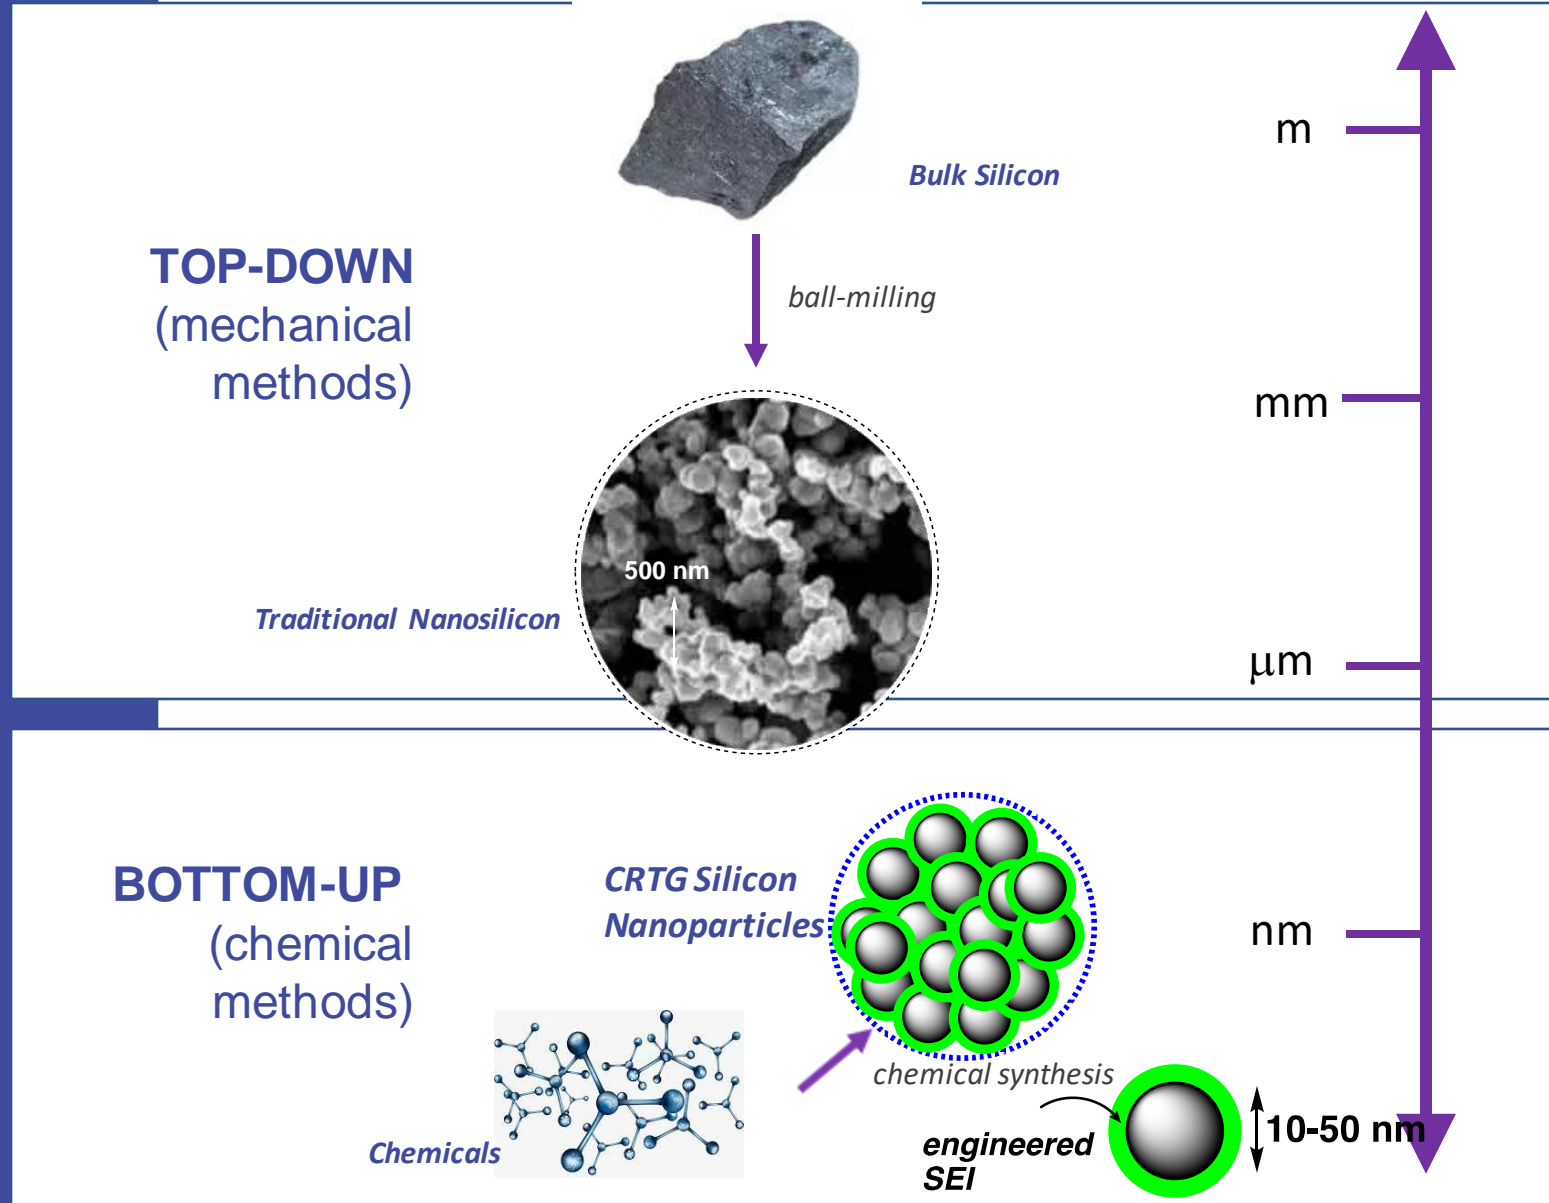 m
Bulk Silicon
TOP-DOWN
(mechanical
methods)
ball-milling
mm
500 nm
Traditional Nanosilicon
μm
BOTTOM-UP
(chemical
methods)
CRTG Silicon
Nanoparticles
nm
chemical synthesis
Chemicals
engineered
SEI
10-50 nm